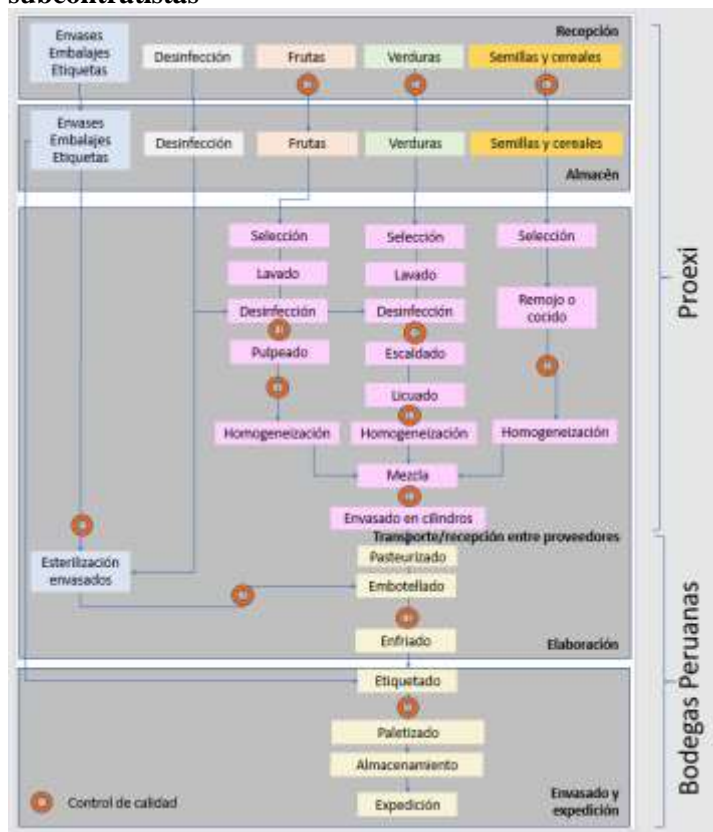 subcontratistas
Recepción
Envases
Embalajes
Etiquetas
Desinfección
Frutas
Verduras
Semillas y cereales
Envases
Embalajes
Etiquetas
Desinfección
Frutas
Verduras
Semillas y cereales
Almacén
Selección
Selección
Selección
Lavado
Lavado
Desinfección
Desinfección
Remojo o
cocido
Pulpeado
Escaldado
Licuado
Homogeneización
Homogeneización
Homogeneización
Mezcla
Envasado en cilindros
Transporte/recepción entre proveedores
Pasteurizado
Esterilización
envasados
Embotellado
Enfriado
Elaboración
Etiquetado
Paletizado
Almacenamiento
Expedición
Envasado y
expedición
Control de calidad
Proexi
Bodegas Peruanas